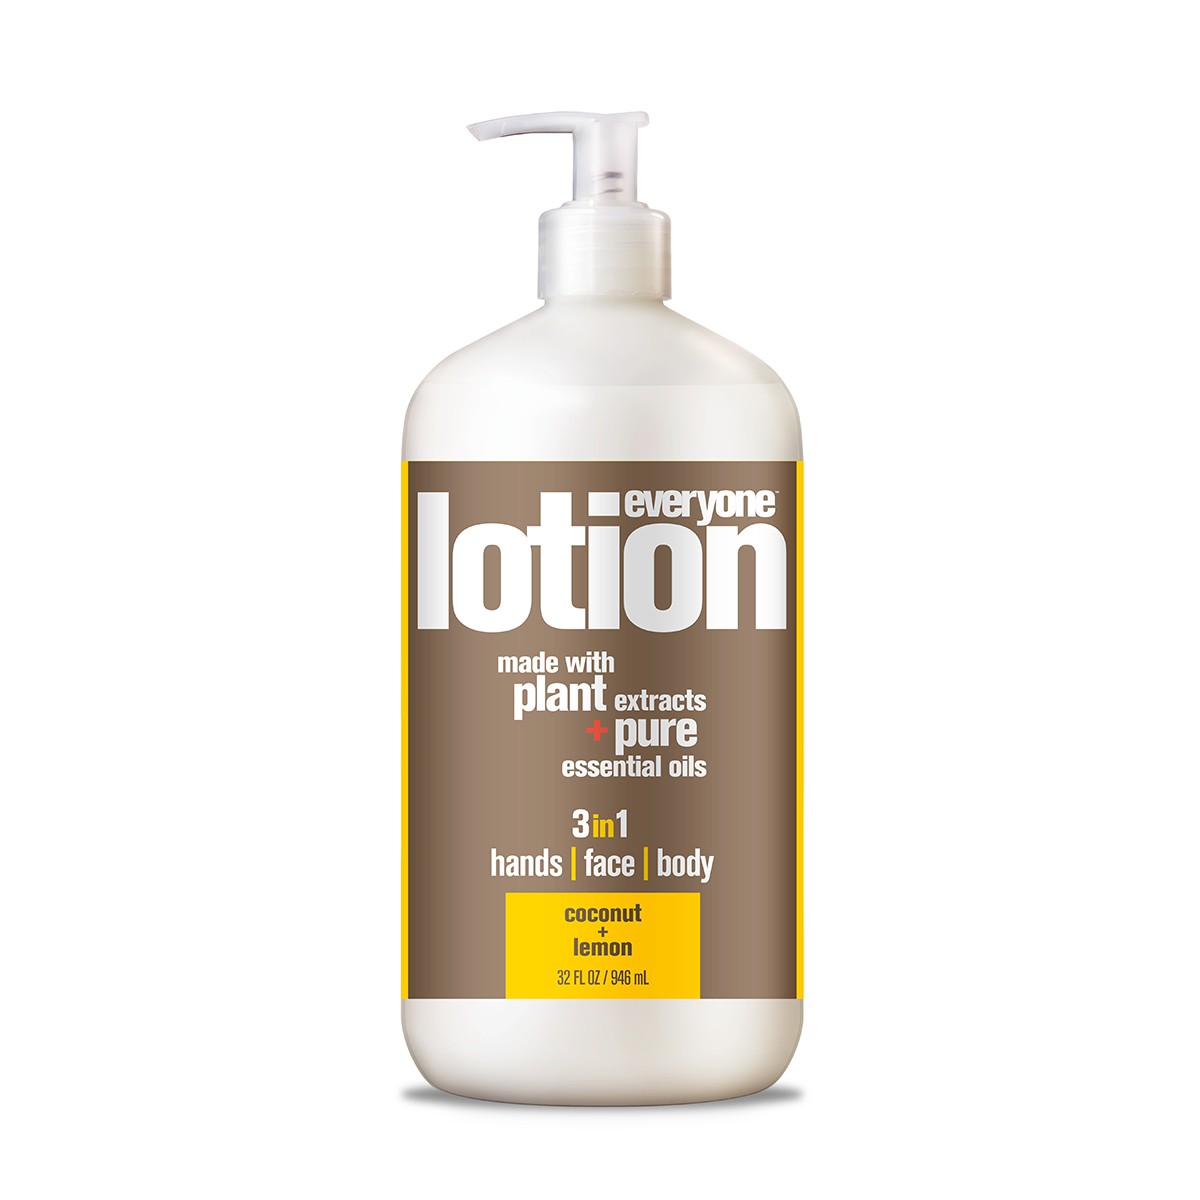 everyone™
lotion
made with
plant extracts
+ pure
essential oils
3in1
hands | face | body
coconut
+
lemon
32 FL OZ / 946 mL